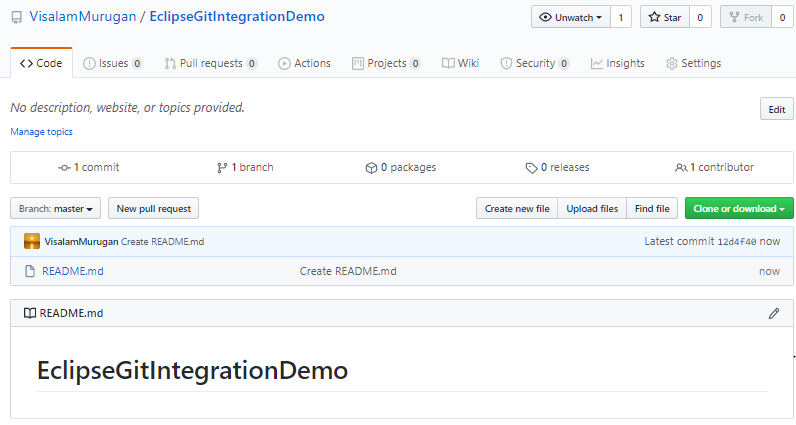 VisalamMurugan / EclipseGitIntegrationDemo
Unwatch 1 Star 0 Fork 0
Code Issues 0 Pull requests 0 Actions Projects 0 Wiki Security 0 Insights Settings
No description, website, or topics provided.
Edit
Manage topics
1 commit 1 branch 0 packages 0 releases 1 contributor
Branch: master New pull request Create new file Upload files Find file Clone or download
VisalamMurugan Create README.md Latest commit 12d4f40 now
README.md Create README.md now
README.md
EclipseGitIntegrationDemo